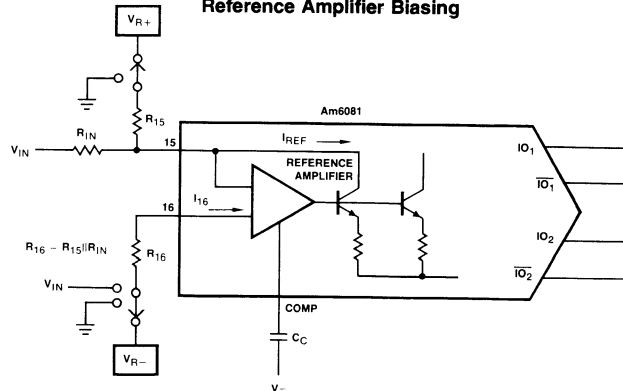 Reference Amplifier Biasing
VR+
Am6081
R15
RIN
VIN
15
IREF
REFERENCE
AMPLIFIER
IO1
IO1
16
I16
R16 - R15||RIN
R16
VIN
IO2
IO2
COMP
CC
VR-
V-